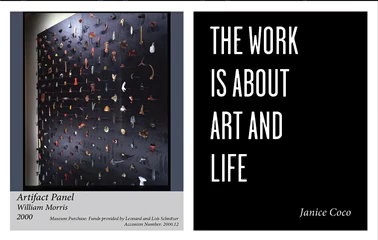 Artifact Panel
William Morris
2000
Museum Purchase: Funds provided by Leonard and Lois Schnitzer
Accession Number: 2000.12
THE WORK
IS ABOUT
ART AND
LIFE
Janice Coco